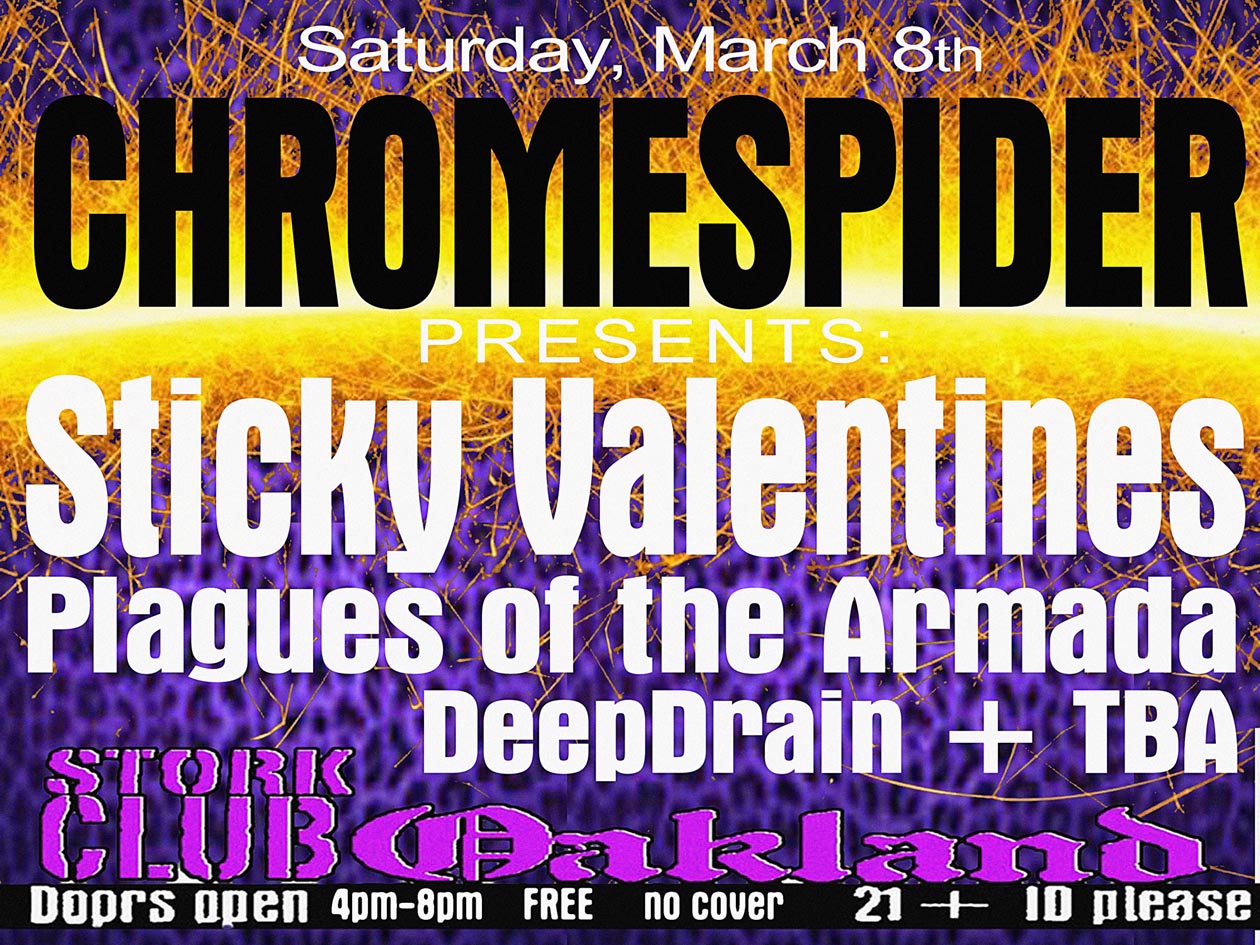 Saturday, March 8th
CHROMESPIDER
PRESENTS:
Sticky Valentines
Plagues of the Armada
DeepDrain + TBA
STORK
CLUB Oakland
Doors open 4pm-8pm FREE no cover 21 + ID please